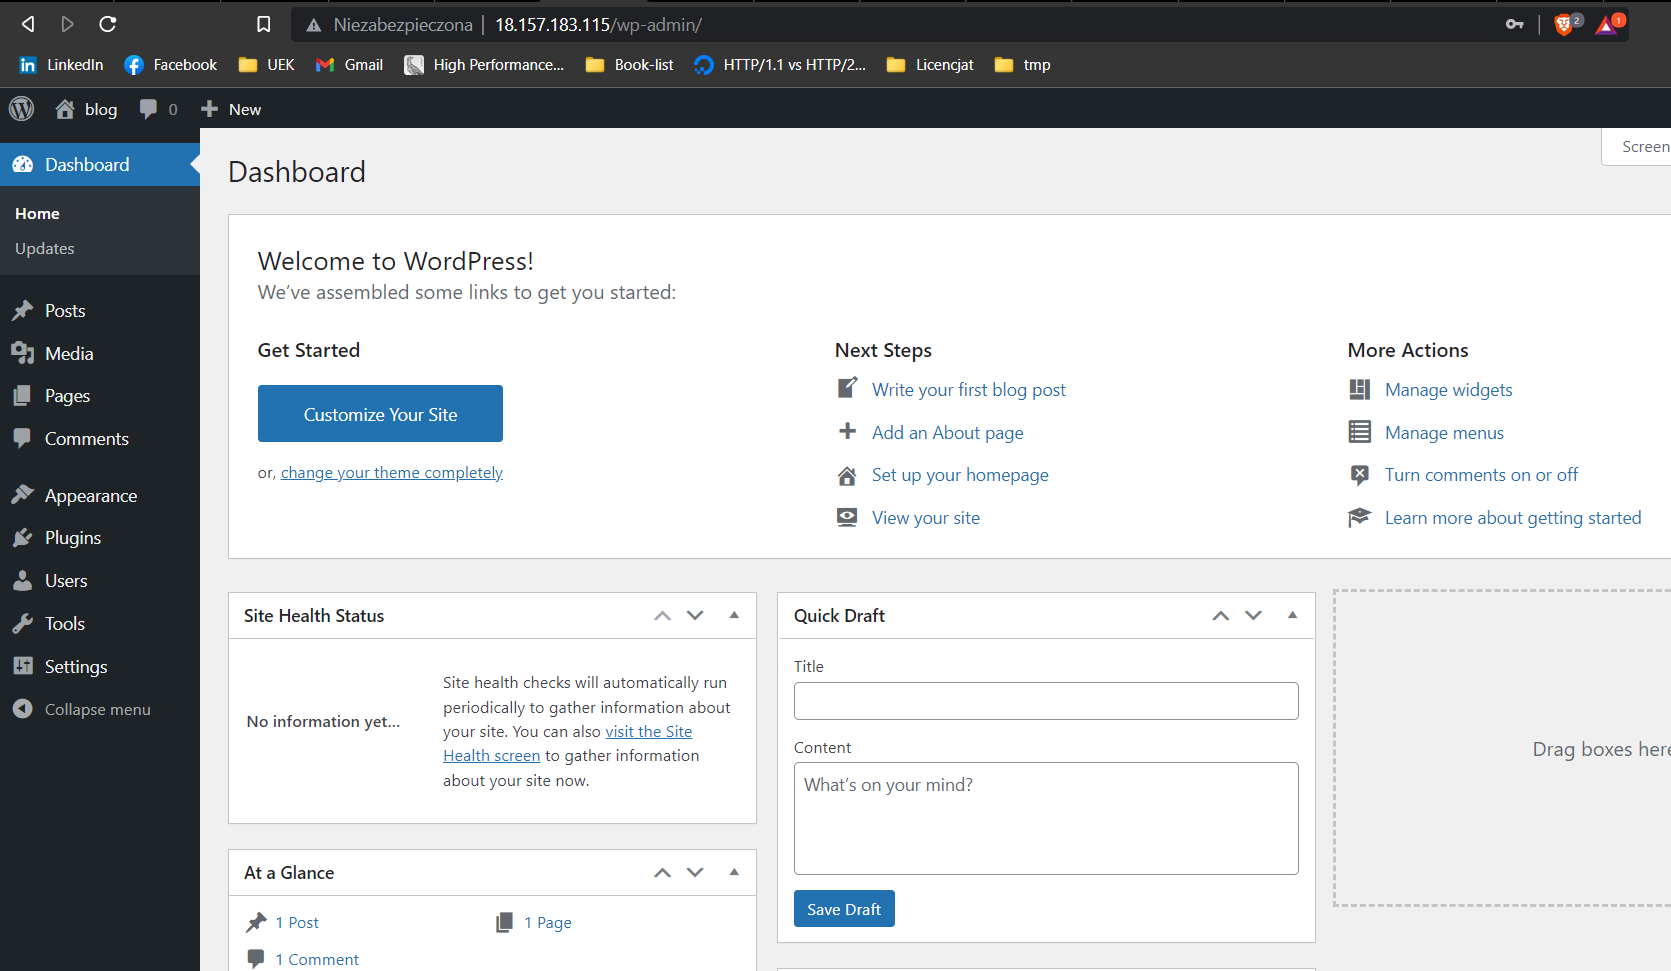 Niezabezpieczona | 18.157.183.115/wp-admin/
2
1
LinkedIn Facebook UEK Gmail High Performance... Book-list HTTP/1.1 vs HTTP/2... Licencjat tmp
blog 0 New
Dashboard
Home
Updates
Posts
Media
Pages
Comments
Appearance
Plugins
Users
Tools
Settings
Collapse menu
Screen
Dashboard
Welcome to WordPress!
We've assembled some links to get you started:
Get Started
Customize Your Site
or, change your theme completely
Next Steps
Write your first blog post
Add an About page
Set up your homepage
View your site
More Actions
Manage widgets
Manage menus
Turn comments on or off
Learn more about getting started
Site Health Status
No information yet...
Site health checks will automatically run
periodically to gather information about
your site. You can also visit the Site
Health screen to gather information
about your site now.
At a Glance
1 Post
1 Page
1 Comment
Quick Draft
Title
Content
What's on your mind?
Save Draft
Drag boxes here